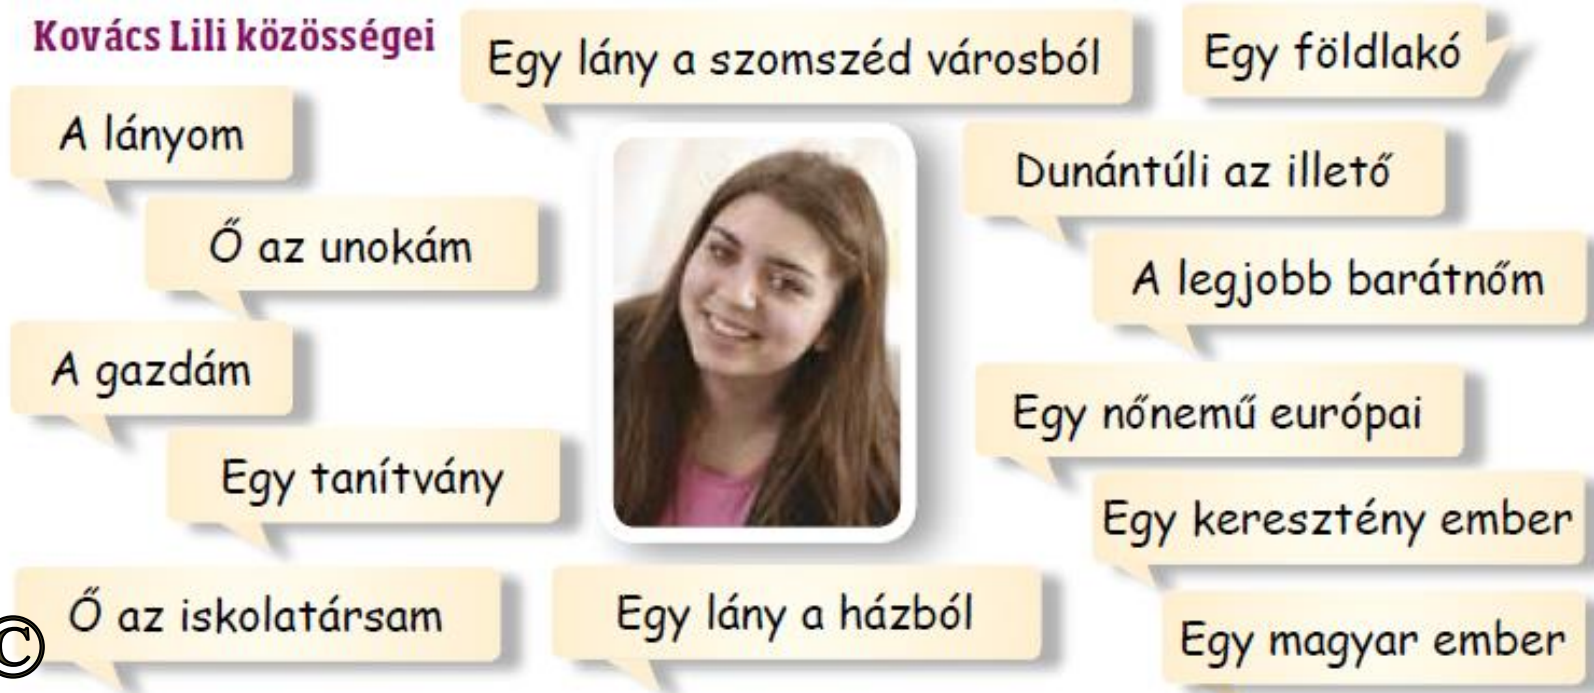 Kovács Lili közösségei
Egy lány a szomszéd városból
Egy földlakó
A lányom
Dunántúli az illető
Ő az unokám
A legjobb barátnőm
A gazdám
Egy nőnemű európai
Egy tanítvány
Egy keresztény ember
Ő az iskolatársam
Egy lány a házból
Egy magyar ember
©